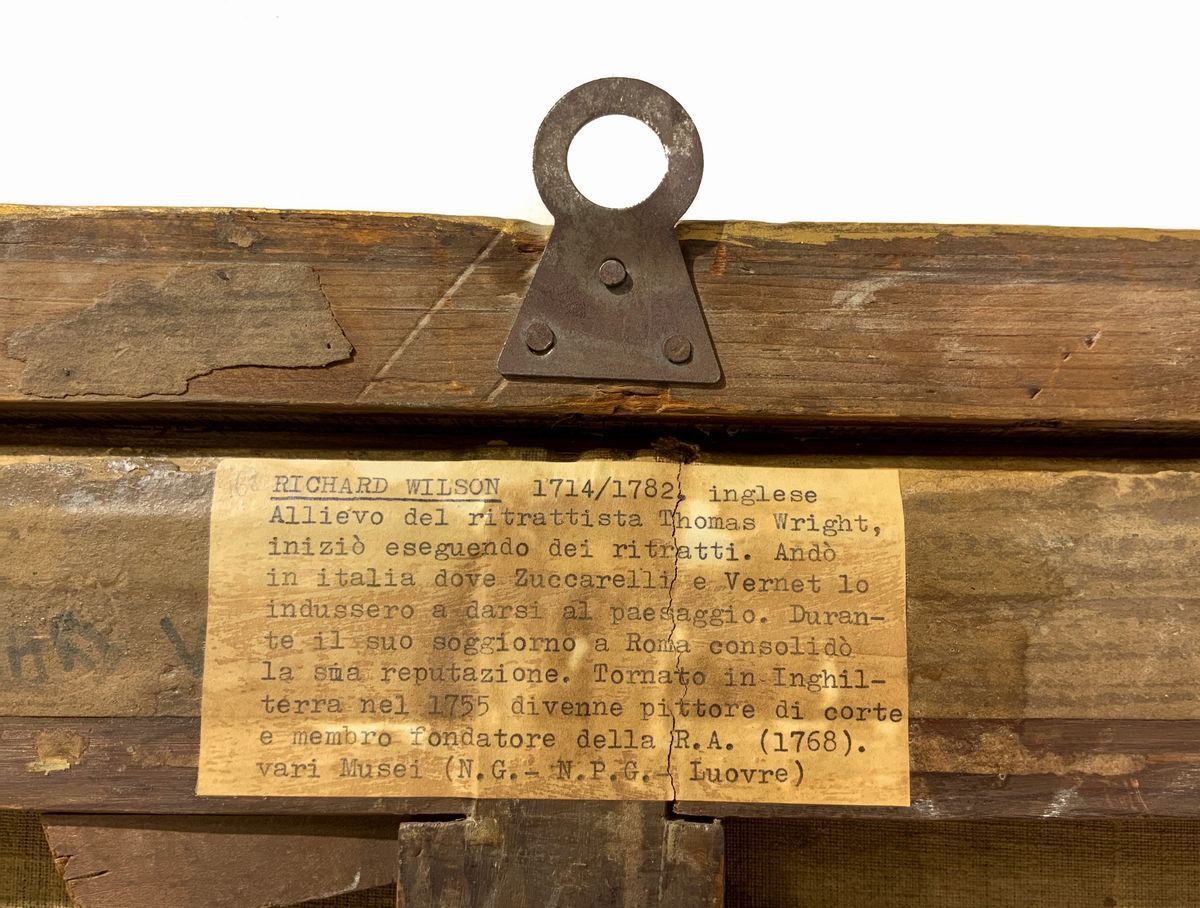 RICHARD WILSON 1714/1782, inglese
Allievo del ritrattista Thomas Wright,
iniziò eseguendo dei ritratti. Andò
in italia dove Zuccarelli e Vernet lo
indussero a darsi al paesaggio. Duran-
te il suo soggiorno a Roma consolidò
la sma reputazione. Tornato in Inghil-
terra nel 1755 divenne pittore di corte
e membro fondatore della R.A. (1768).
vari Musei (N.G.- N.P.G.- Luovre)